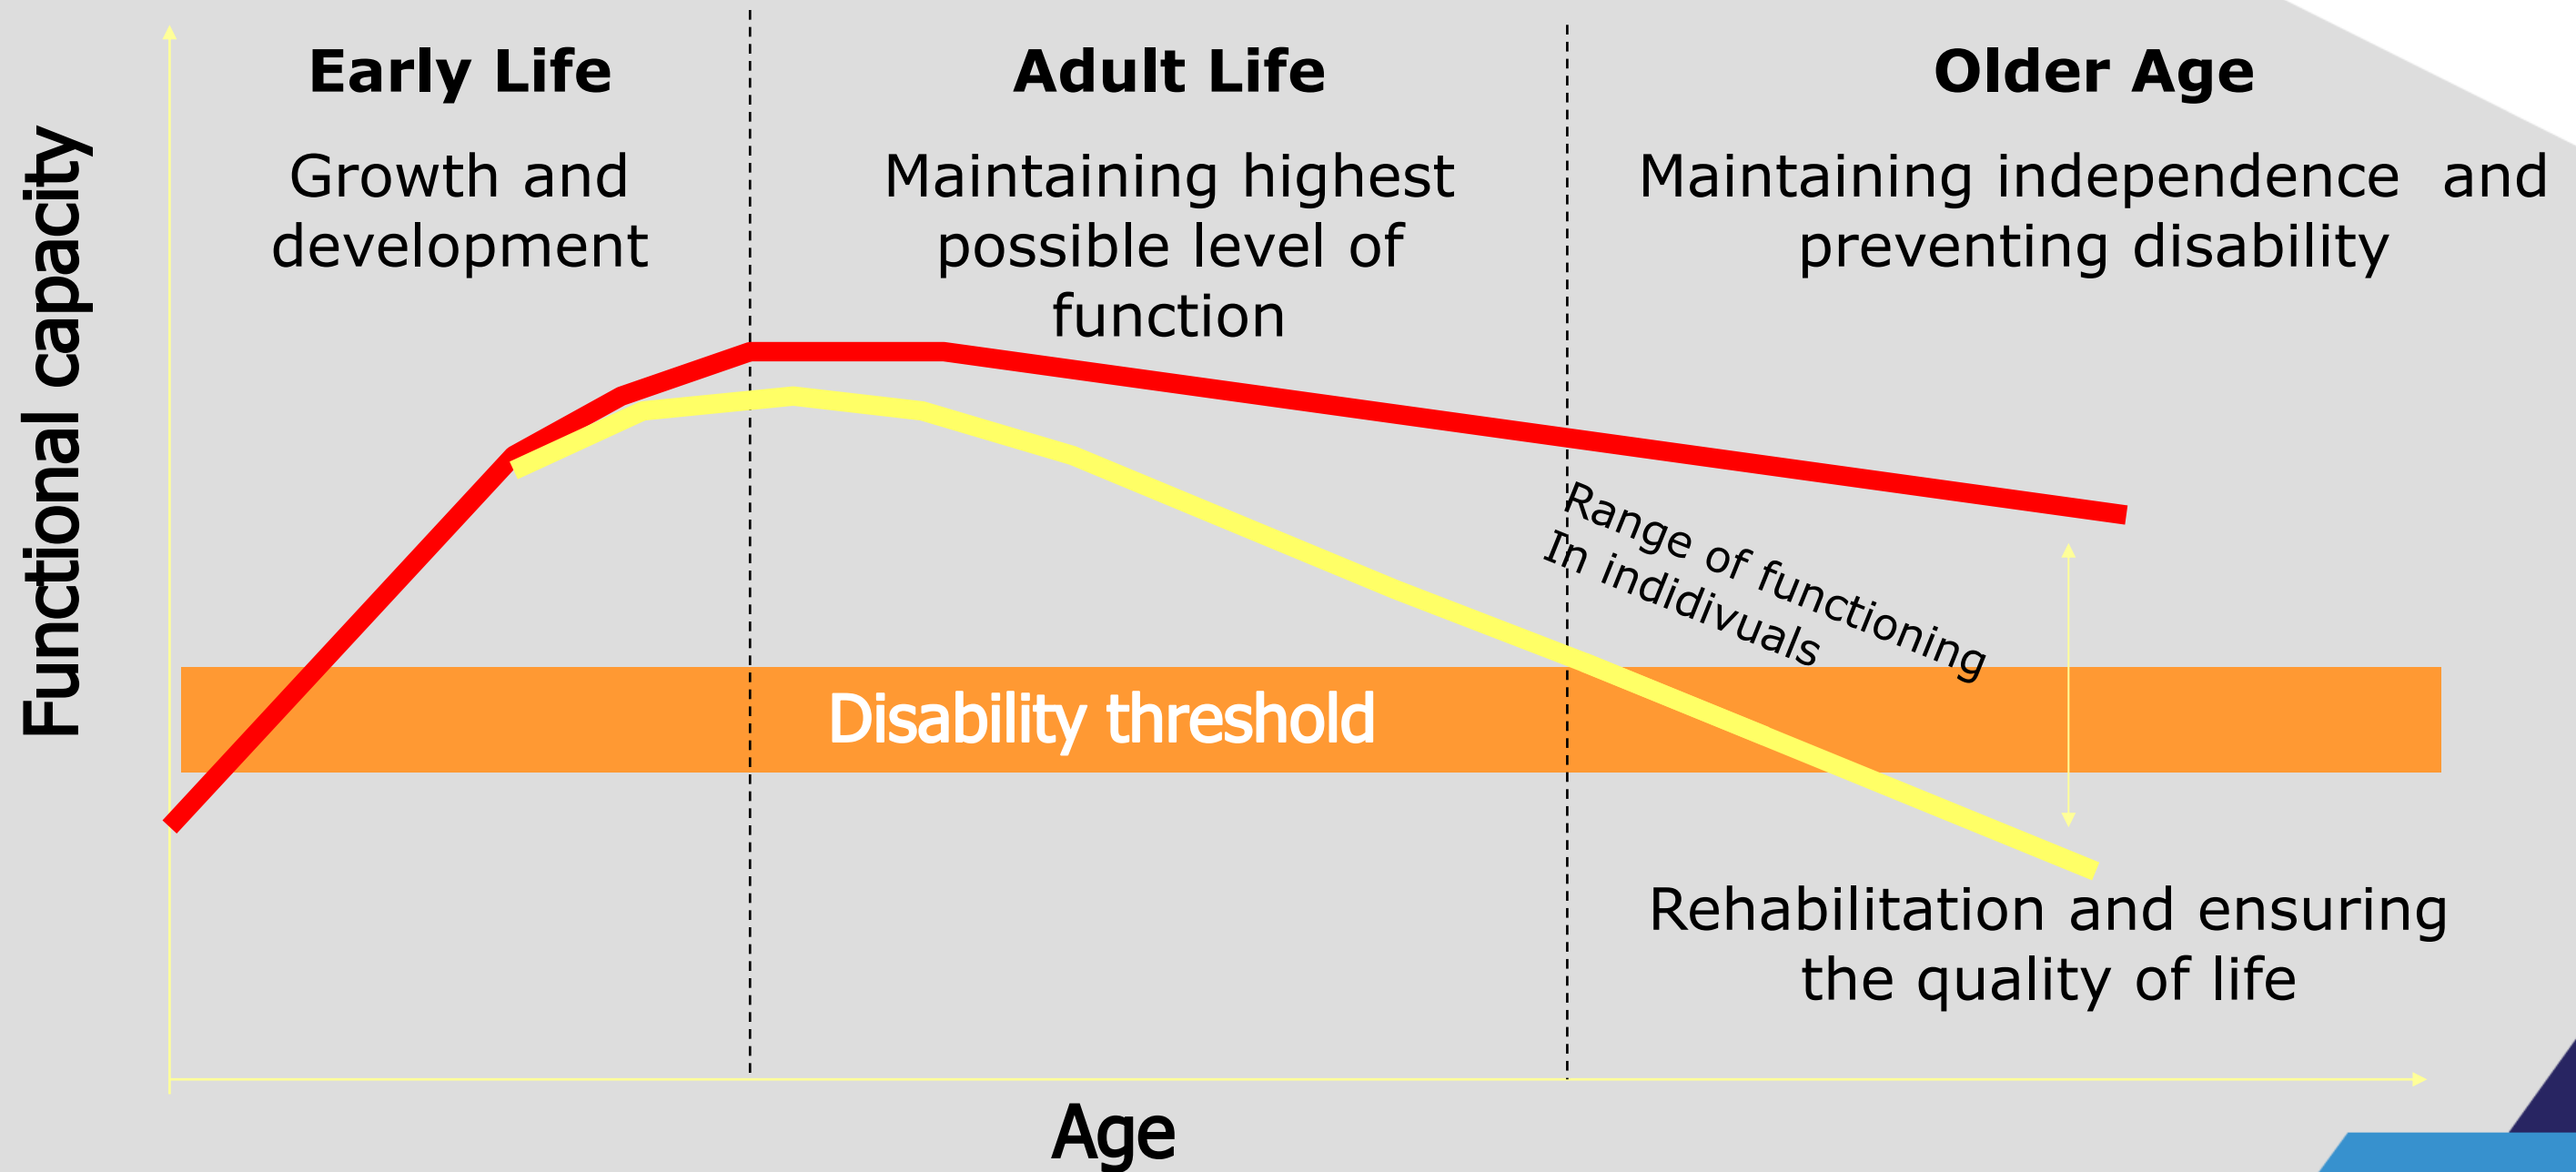 Early Life
Growth and
development
Adult Life
Maintaining highest
possible level of
function
Older Age
Maintaining independence  and
preventing disability
Functional capacity
Range of functioning
In indidivuals
Disability threshold
Rehabilitation and ensuring
the quality of life
Age